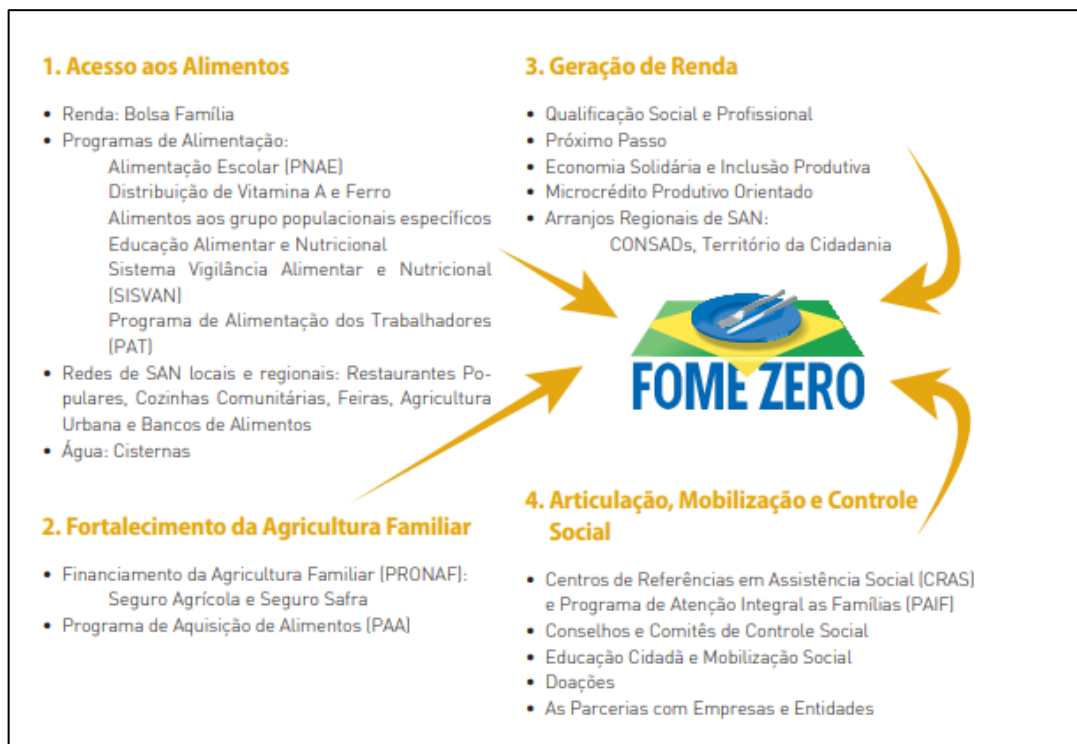 1. Acesso aos Alimentos
• Renda: Bolsa Família
• Programas de Alimentação:
Alimentação Escolar (PNAE)
Distribuição de Vitamina A e Ferro
Alimentos aos grupo populacionais específicos
Educação Alimentar e Nutricional
Sistema Vigilância Alimentar e Nutricional
(SISVAN)
Programa de Alimentação dos Trabalhadores
(PAT)
• Redes de SAN locais e regionais: Restaurantes Po-
pulares, Cozinhas Comunitárias, Feiras, Agricultura
Urbana e Bancos de Alimentos
• Água: Cisternas
2. Fortalecimento da Agricultura Familiar
• Financiamento da Agricultura Familiar (PRONAF):
Seguro Agrícola e Seguro Safra
• Programa de Aquisição de Alimentos (PAA)
3. Geração de Renda
• Qualificação Social e Profissional
• Próximo Passo
• Economia Solidária e Inclusão Produtiva
• Microcrédito Produtivo Orientado
• Arranjos Regionais de SAN:
CONSADs, Território da Cidadania
FOME ZERO
4. Articulação, Mobilização e Controle
Social
• Centros de Referências em Assistência Social (CRAS)
e Programa de Atenção Integral as Famílias (PAIF)
• Conselhos e Comitês de Controle Social
• Educação Cidadã e Mobilização Social
• Doações
• As Parcerias com Empresas e Entidades